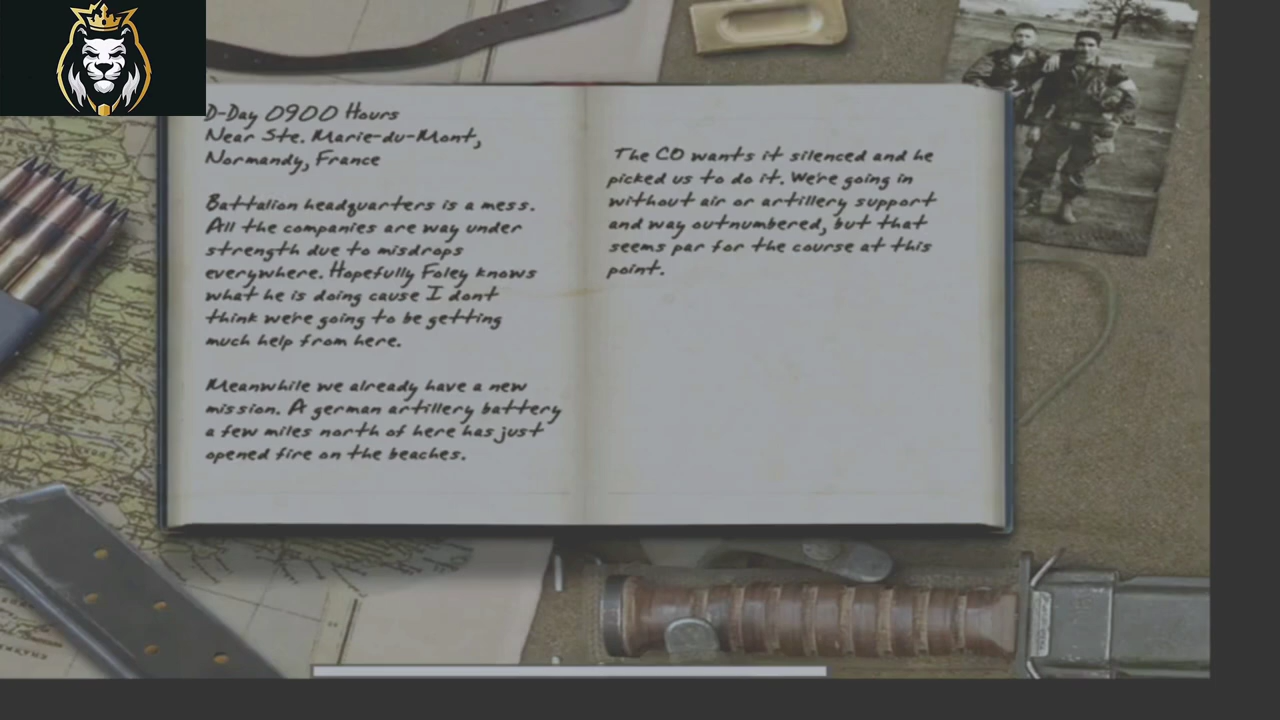 D-Day 0900 Hours
Near Ste. Marie-du-Mont,
Normandy, France
Battalion headquarters is a mess.
All the companies are way under
strength due to misdrops
everywhere. Hopefully Foley knows
what he is doing cause I dont
think we're going to be getting
much help from here.
Meanwhile we already have a new
mission. A german artillery battery
a few miles north of here has just
opened fire on the beaches.
The CO wants it silenced and he
picked us to do it. We're going in
without air or artillery support
and way outnumbered, but that
seems par for the course at this
point.